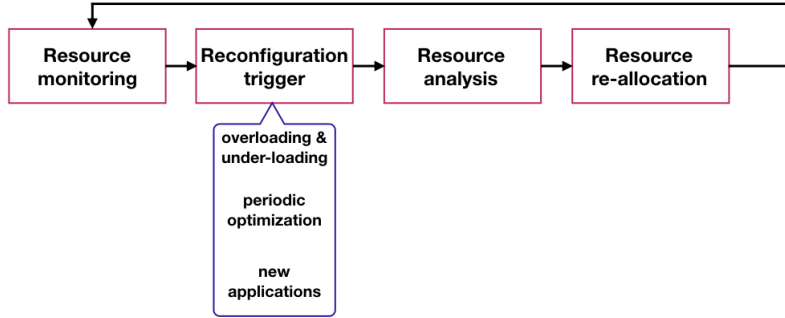 Resource
monitoring
Reconfiguration
trigger
Resource
analysis
Resource
re-allocation
overloading &
under-loading
periodic
optimization
new
applications